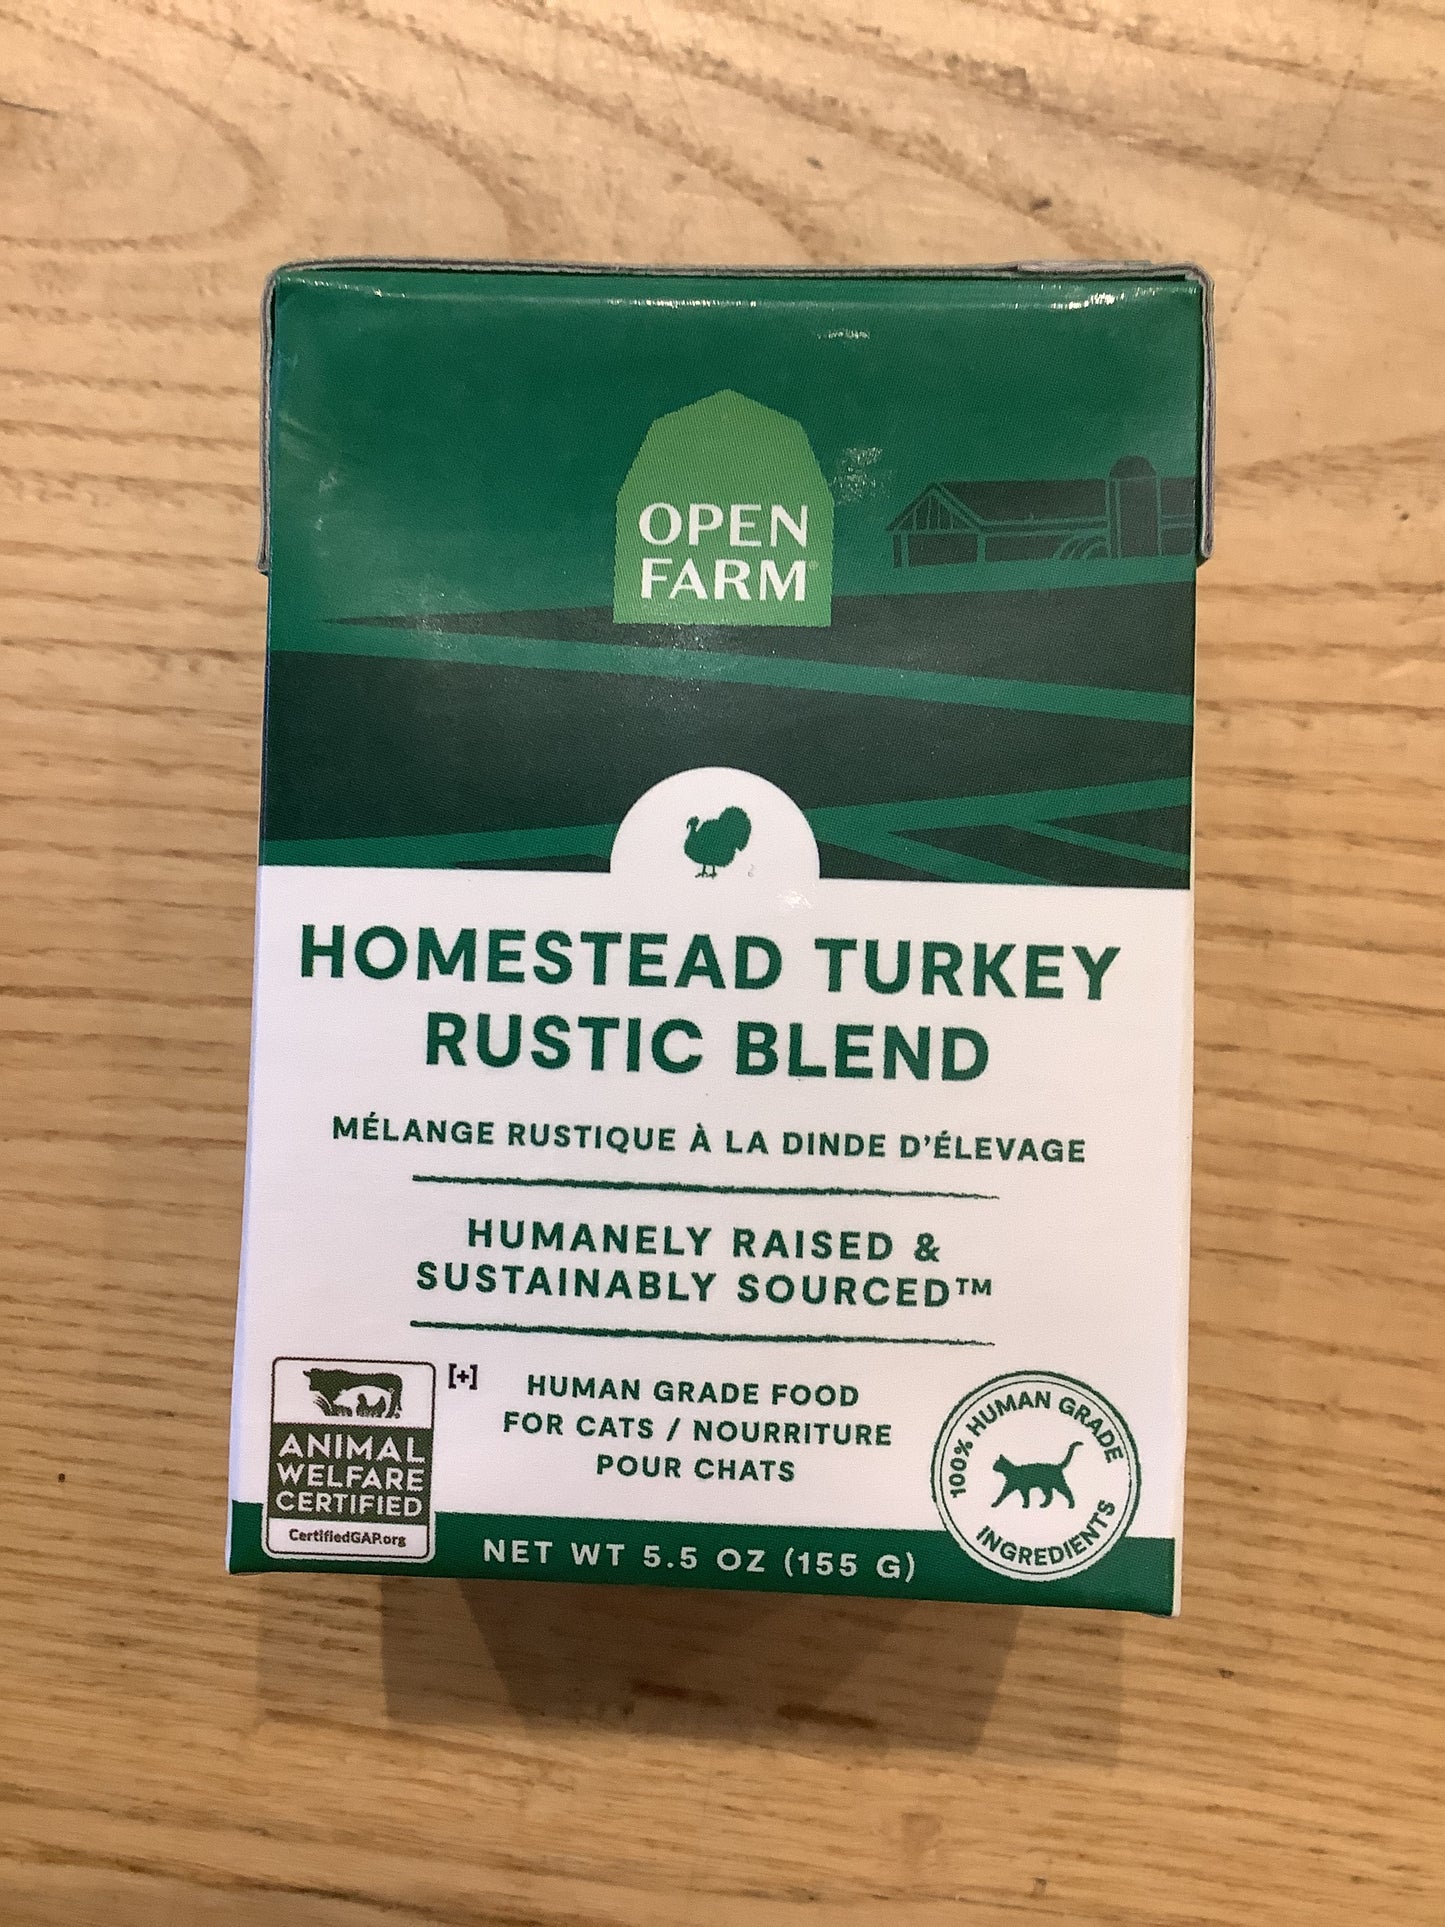 OPEN
FARM
HOMESTEAD TURKEY
RUSTIC BLEND
MÉLANGE RUSTIQUE À LA DINDE D'ÉLEVAGE
HUMANELY RAISED &
SUSTAINABLY SOURCED™
[+]
ANIMAL
WELFARE
CERTIFIED
CertifiedGAP.org
HUMAN GRADE FOOD
FOR CATS / NOURRITURE
POUR CHATS
100% HUMAN GRADE
INGREDIENTS
NET WT 5.5 OZ (155 G)